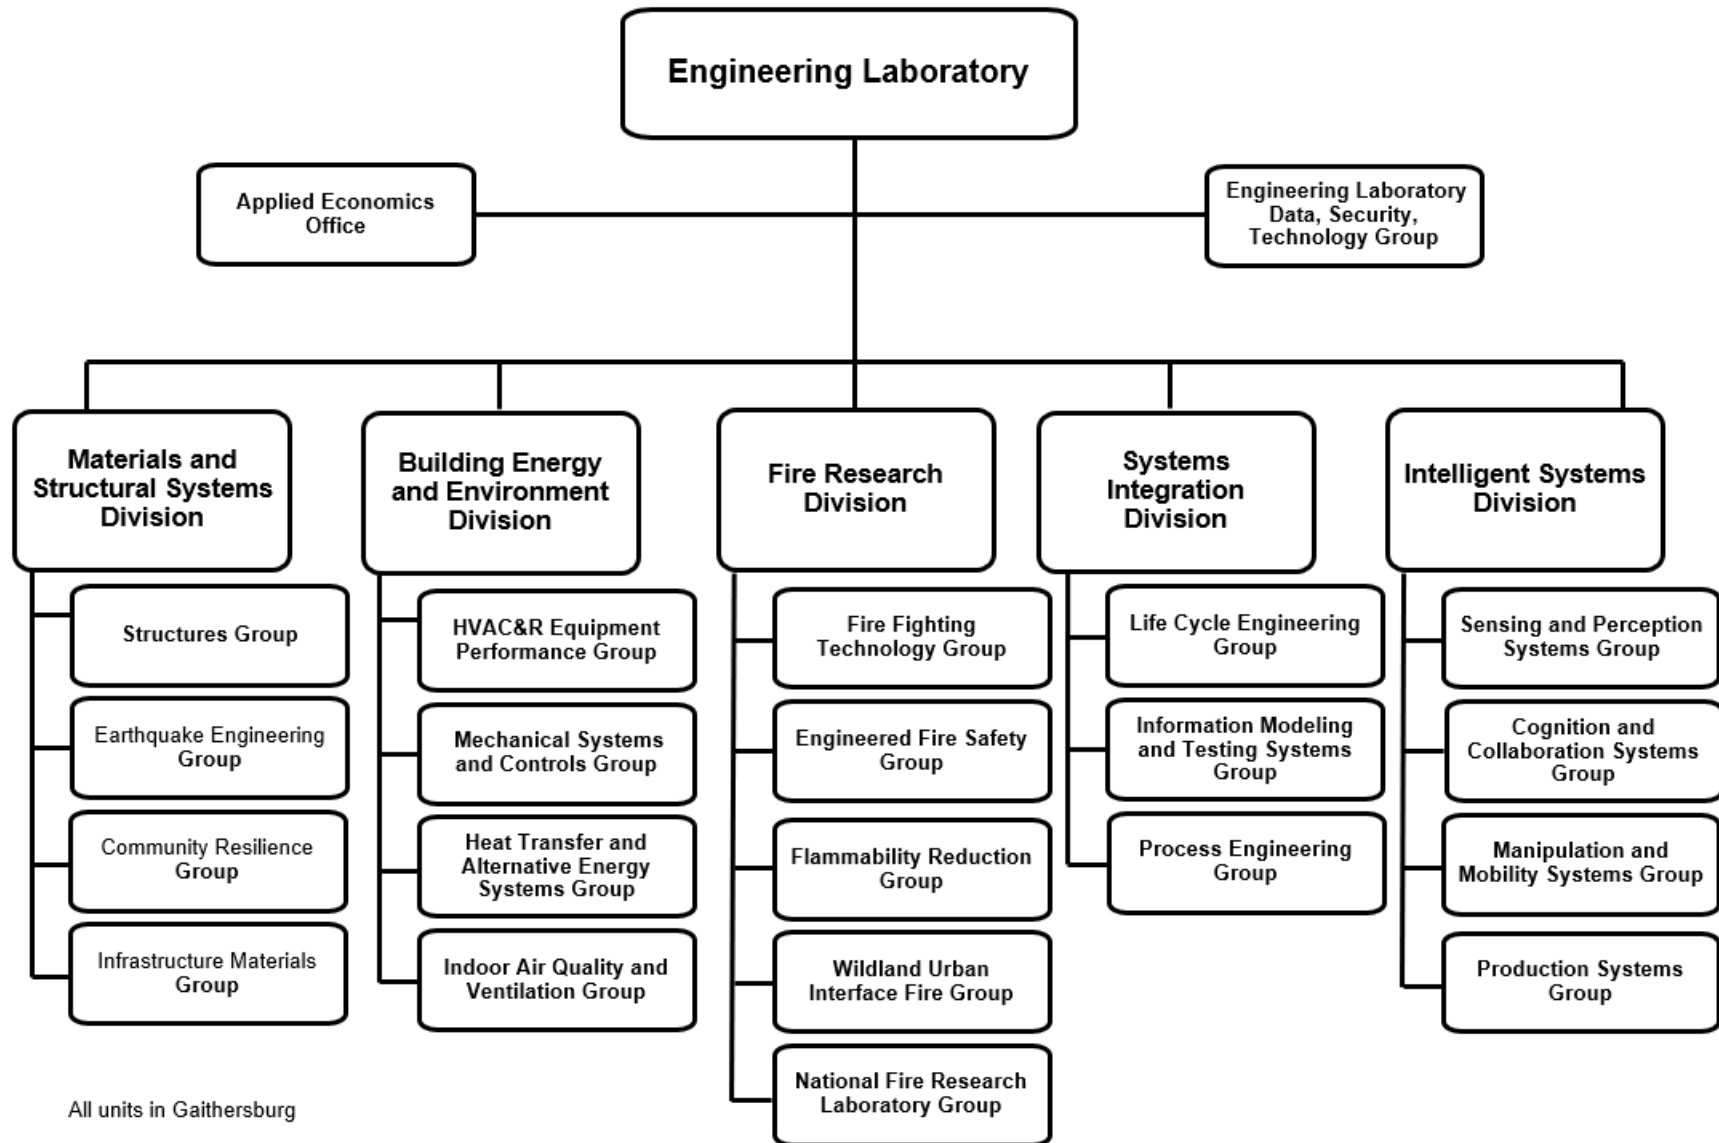 Engineering Laboratory
Applied Economics
Office
Engineering Laboratory
Data, Security,
Technology Group
Materials and
Structural Systems
Division
Structures Group
Earthquake Engineering
Group
Community Resilience
Group
Infrastructure Materials
Group
Building Energy
and Environment
Division
HVAC&R Equipment
Performance Group
Mechanical Systems
and Controls Group
Heat Transfer and
Alternative Energy
Systems Group
Indoor Air Quality and
Ventilation Group
Fire Research
Division
Fire Fighting
Technology Group
Engineered Fire Safety
Group
Flammability Reduction
Group
Wildland Urban
Interface Fire Group
National Fire Research
Laboratory Group
Systems
Integration
Division
Life Cycle Engineering
Group
Information Modeling
and Testing Systems
Group
Process Engineering
Group
Intelligent Systems
Division
Sensing and Perception
Systems Group
Cognition and
Collaboration Systems
Group
Manipulation and
Mobility Systems Group
Production Systems
Group
All units in Gaithersburg